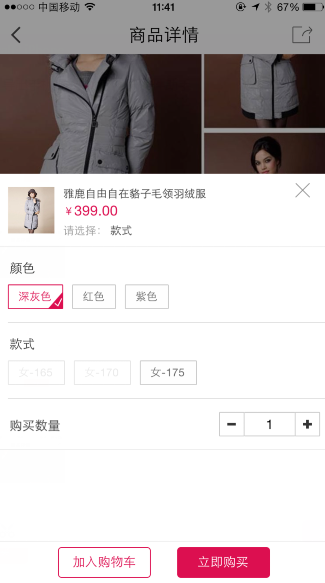 中国移动 11:41 67%
商品详情
雅鹿自由自在貉子毛领羽绒服
￥399.00
请选择： 款式
颜色
深灰色 红色 紫色
款式
女-165 女-170 女-175
购买数量 − 1 +
加入购物车 立即购买